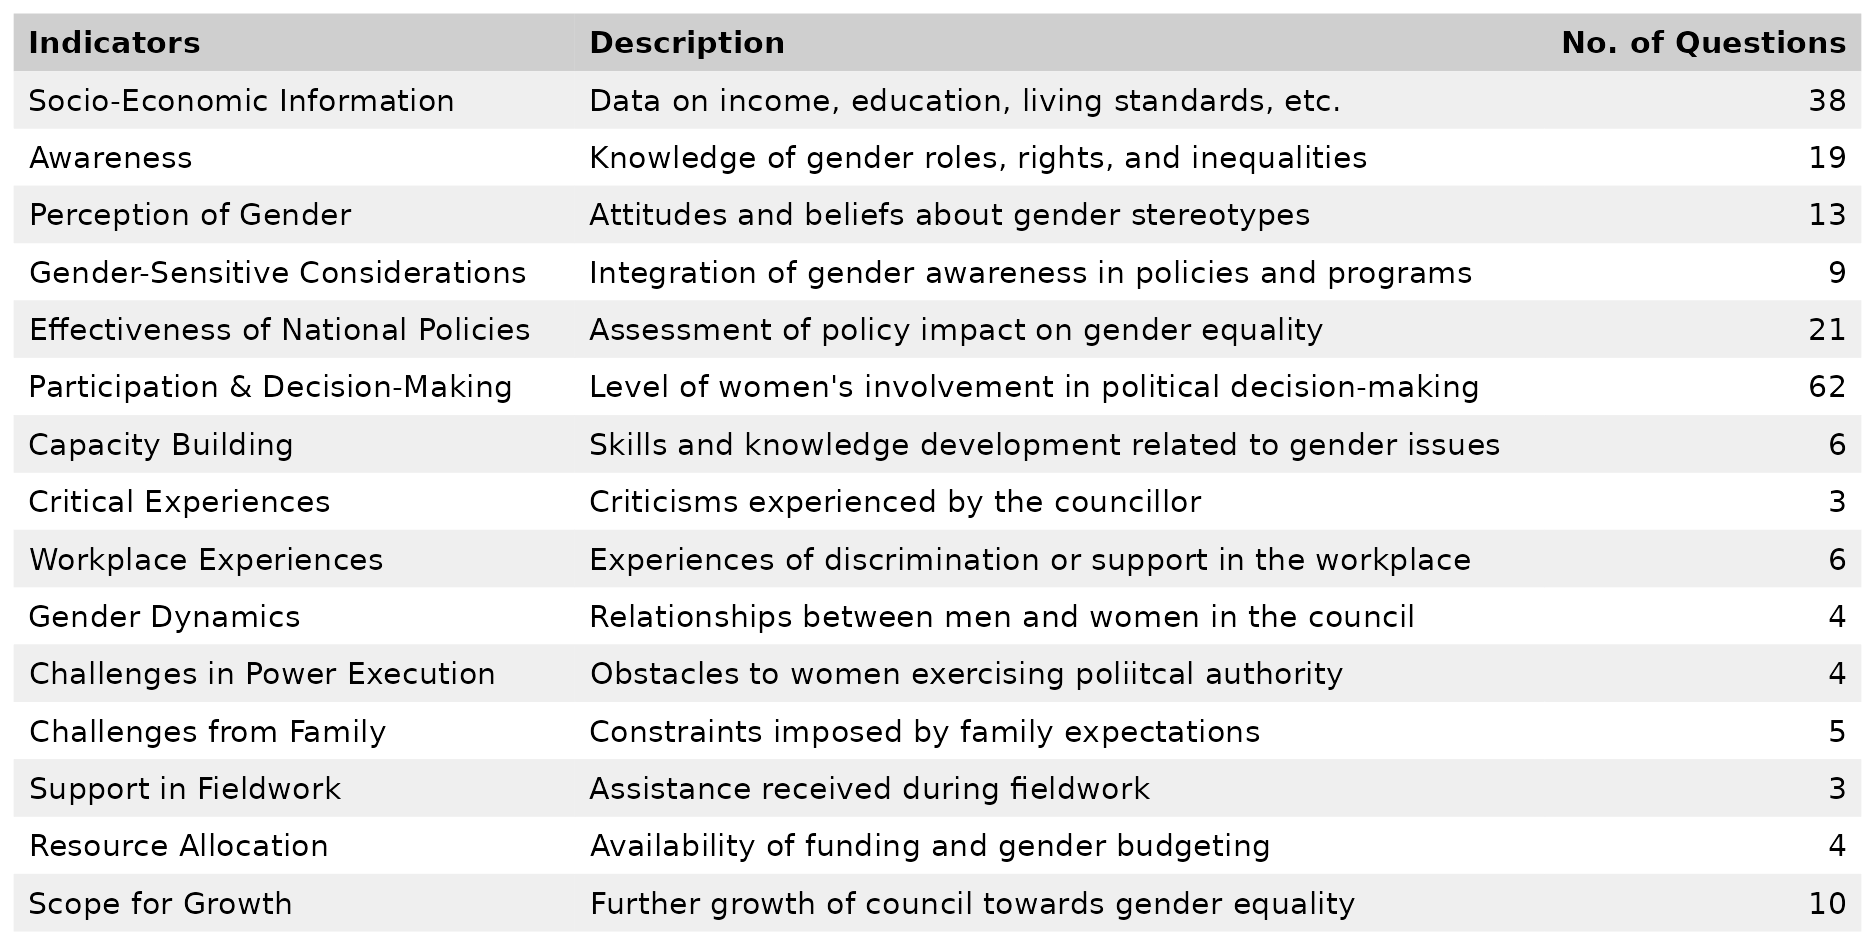 Indicators Description No. of Questions
Socio-Economic Information Data on income, education, living standards, etc. 38
Awareness Knowledge of gender roles, rights, and inequalities 19
Perception of Gender Attitudes and beliefs about gender stereotypes 13
Gender-Sensitive Considerations Integration of gender awareness in policies and programs 9
Effectiveness of National Policies Assessment of policy impact on gender equality 21
Participation & Decision-Making Level of women's involvement in political decision-making 62
Capacity Building Skills and knowledge development related to gender issues 6
Critical Experiences Criticisms experienced by the councillor 3
Workplace Experiences Experiences of discrimination or support in the workplace 6
Gender Dynamics Relationships between men and women in the council 4
Challenges in Power Execution Obstacles to women exercising poliitcal authority 4
Challenges from Family Constraints imposed by family expectations 5
Support in Fieldwork Assistance received during fieldwork 3
Resource Allocation Availability of funding and gender budgeting 4
Scope for Growth Further growth of council towards gender equality 10